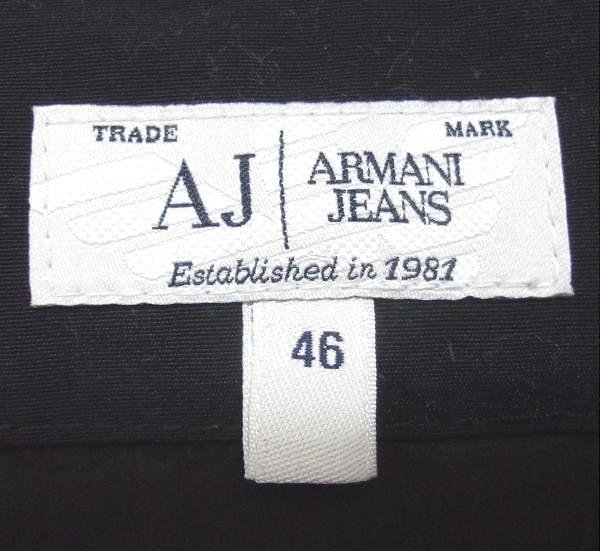 TRADE MARK
AJ ARMANI
JEANS
Established in 1981
46